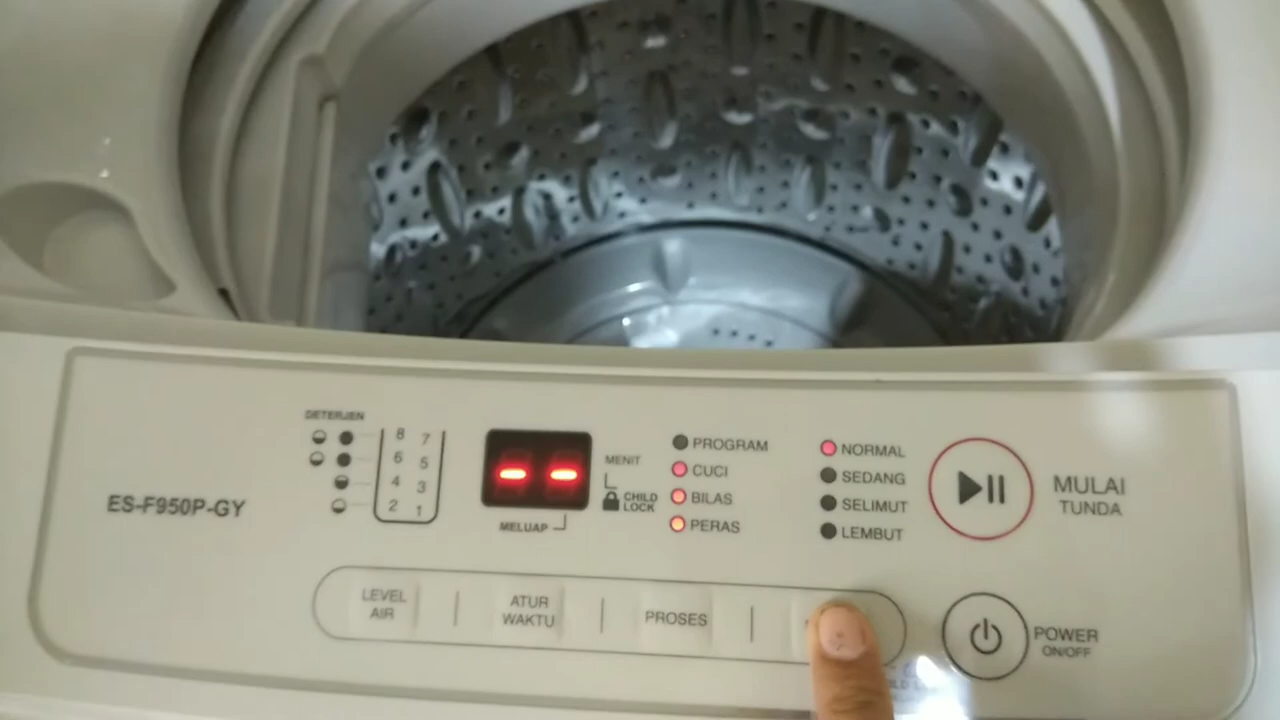 DETERJEN
8 7
6 5
4 3
2 1
ES-F950P-GY
MENIT
CHILD
LOCK
MELUAP
PROGRAM
CUCI
BILAS
PERAS
NORMAL
SEDANG
SELIMUT
LEMBUT
MULAI
TUNDA
LEVEL
AIR
ATUR
WAKTU
PROSES
POWER
ON/OFF